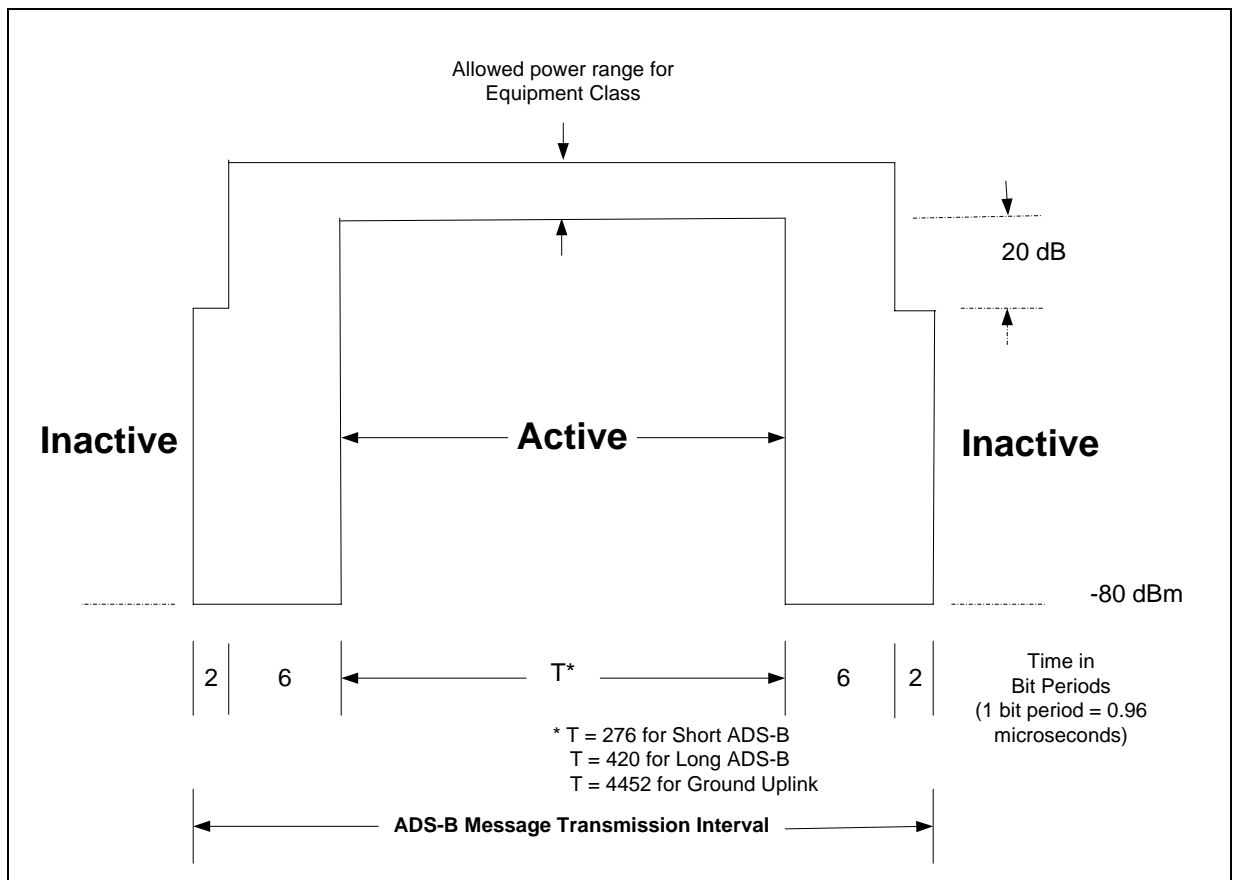 Allowed power range for
Equipment Class
20 dB
Inactive
Active
Inactive
-80 dBm
2
6
T*
6
2
Time in
Bit Periods
(1 bit period = 0.96
microseconds)
* T = 276 for Short ADS-B
T = 420 for Long ADS-B
T = 4452 for Ground Uplink
ADS-B Message Transmission Interval